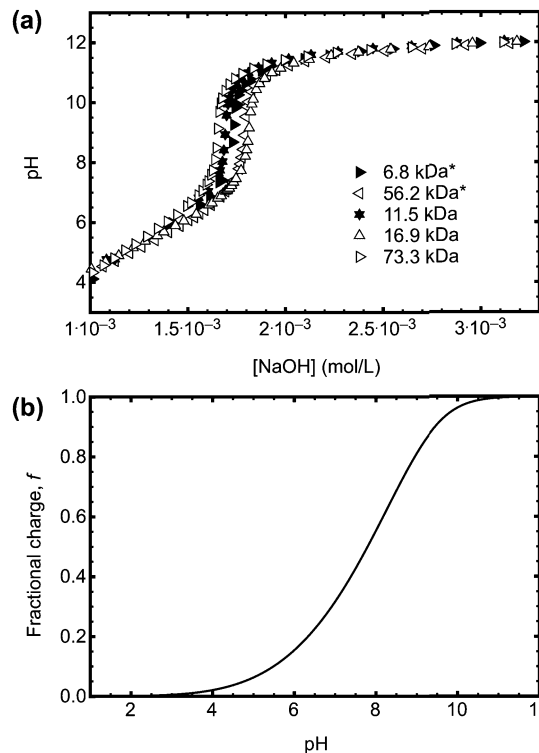 (a)
12
10
8
6
4
pH
6.8 kDa*
56.2 kDa*
11.5 kDa
16.9 kDa
73.3 kDa
1·10⁻³ 1.5·10⁻³ 2·10⁻³ 2.5·10⁻³ 3·10⁻³
[NaOH] (mol/L)
(b)
1.0
0.8
0.6
0.4
0.2
0.0
Fractional charge, f
2 4 6 8 10 12
pH